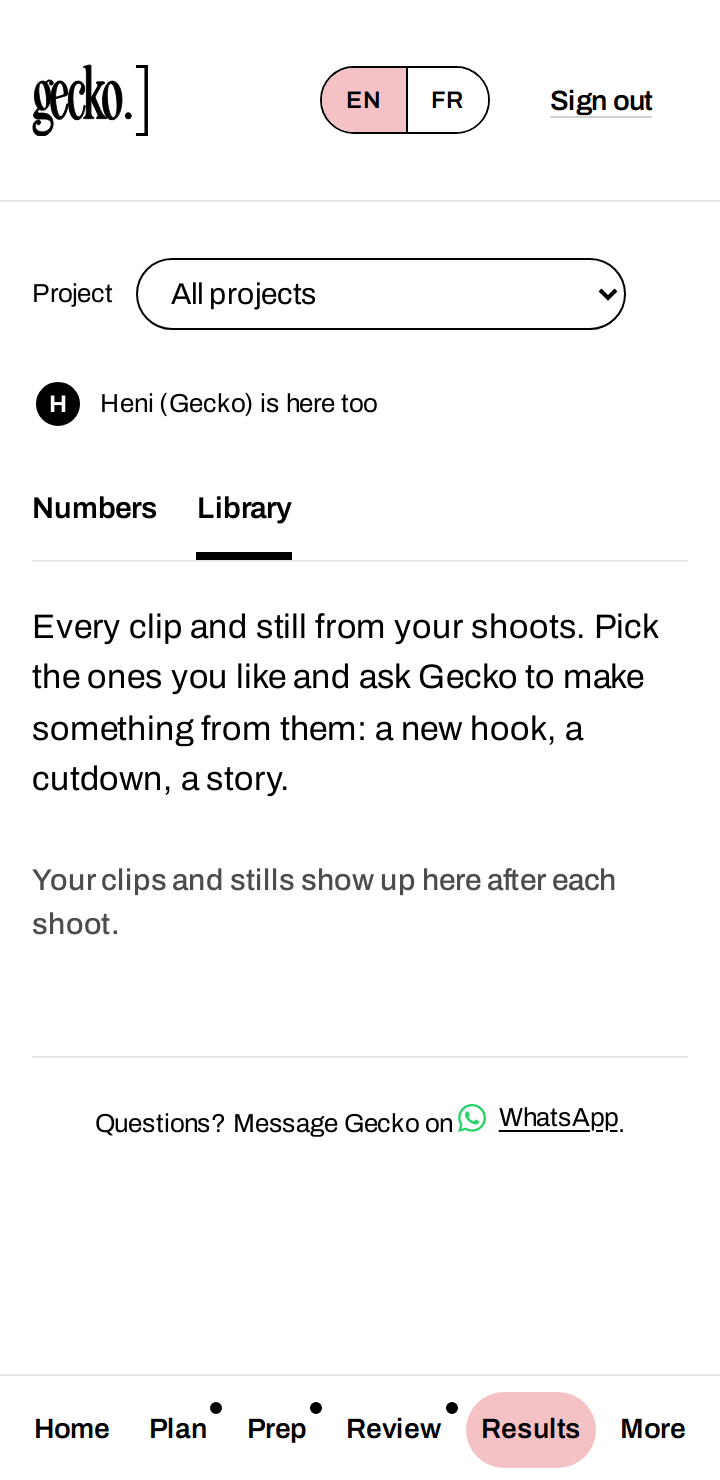 gecko.]
EN FR Sign out
Project All projects
H Heni (Gecko) is here too
Numbers Library
Every clip and still from your shoots. Pick
the ones you like and ask Gecko to make
something from them: a new hook, a
cutdown, a story.
Your clips and stills show up here after each
shoot.
Questions? Message Gecko on WhatsApp.
Home Plan Prep Review Results More